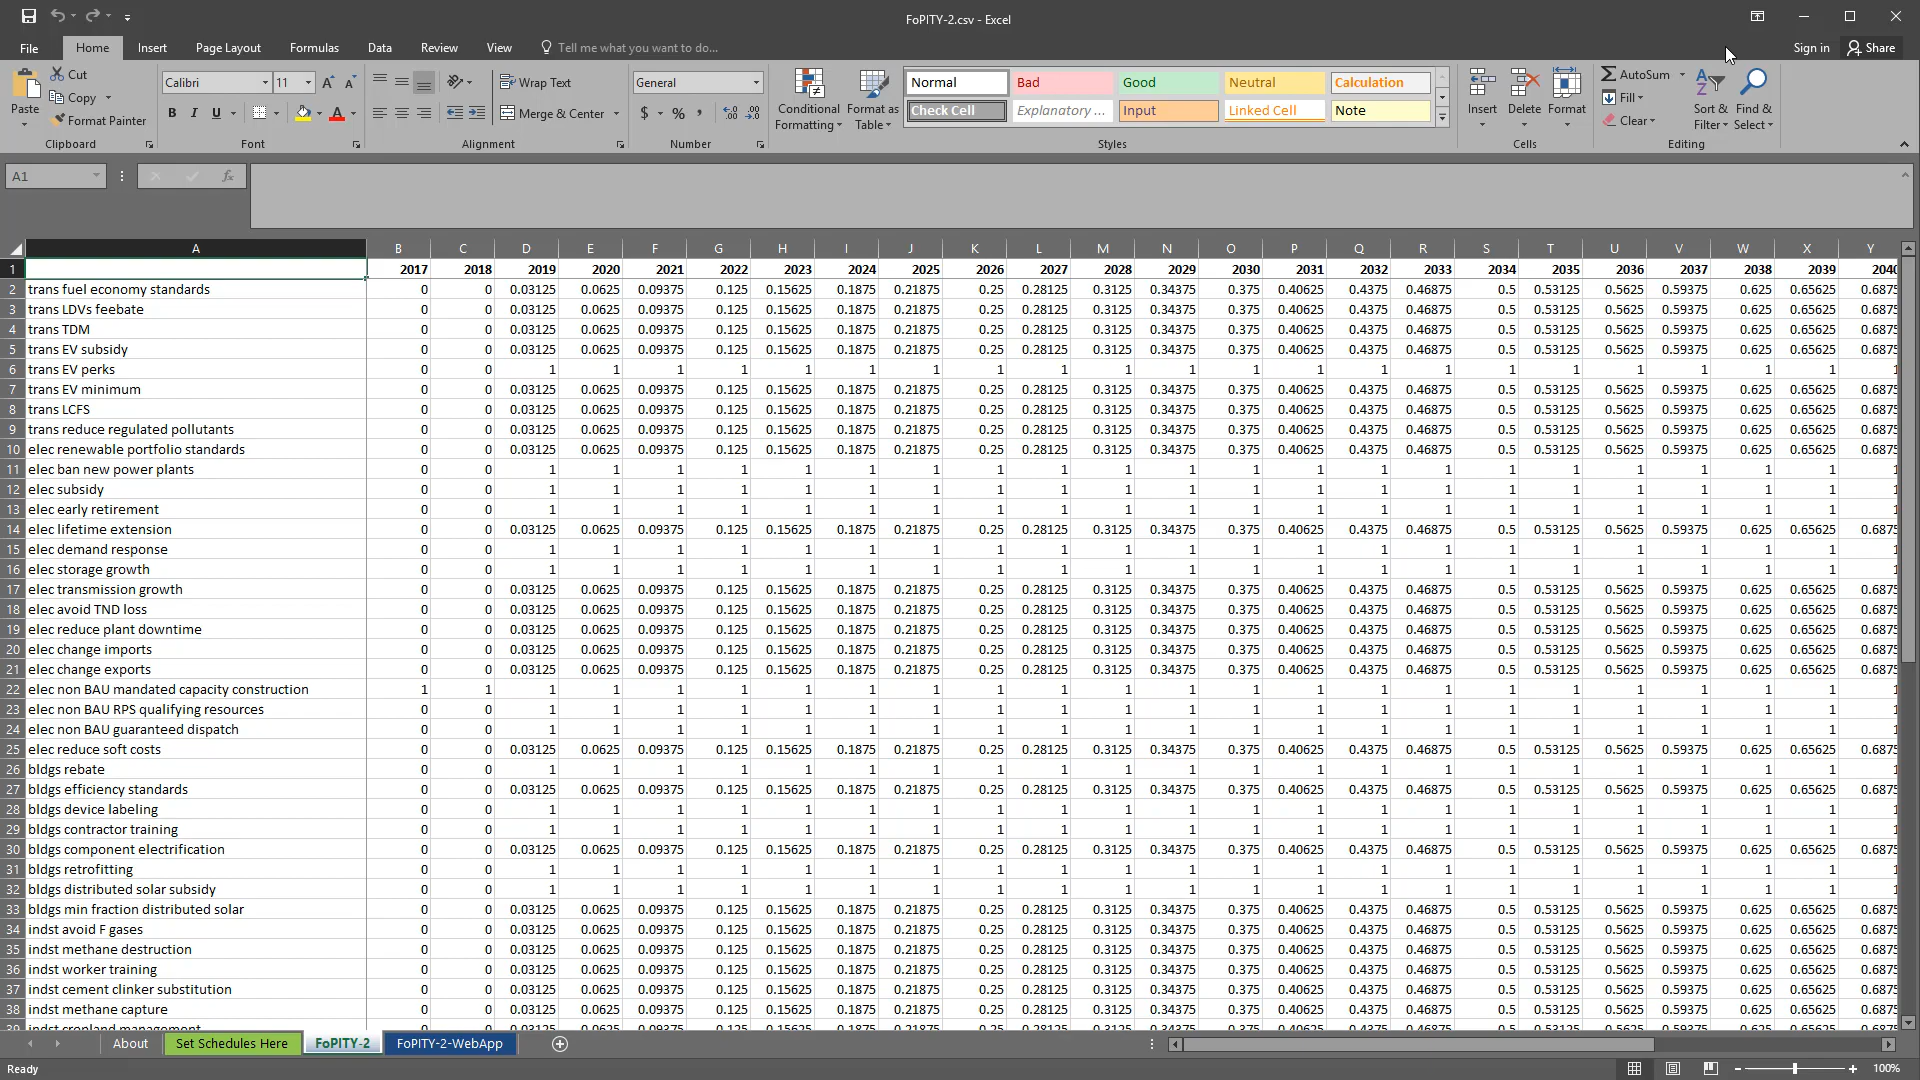 FoPITY-2.csv - Excel
File Home Insert Page Layout Formulas Data Review View Tell me what you want to do... Sign in Share
Paste Cut Copy Format Painter Clipboard
Calibri 11 B I U Font
Wrap Text Merge & Center Alignment
General $ % , Number
Conditional Formatting Format as Table
Normal Bad Good Neutral Calculation
Check Cell Explanatory ... Input Linked Cell Note
Styles
Insert Delete Format Cells
AutoSum Fill Clear Sort & Filter Find & Select Editing
A1 fx
A B C D E F G H I J K L M N O P Q R S T U V W X Y
1 2017 2018 2019 2020 2021 2022 2023 2024 2025 2026 2027 2028 2029 2030 2031 2032 2033 2034 2035 2036 2037 2038 2039 2040
2 trans fuel economy standards 0 0 0.03125 0.0625 0.09375 0.125 0.15625 0.1875 0.21875 0.25 0.28125 0.3125 0.34375 0.375 0.40625 0.4375 0.46875 0.5 0.53125 0.5625 0.59375 0.625 0.65625 0.6875
3 trans LDVs feebate 0 0 0.03125 0.0625 0.09375 0.125 0.15625 0.1875 0.21875 0.25 0.28125 0.3125 0.34375 0.375 0.40625 0.4375 0.46875 0.5 0.53125 0.5625 0.59375 0.625 0.65625 0.6875
4 trans TDM 0 0 0.03125 0.0625 0.09375 0.125 0.15625 0.1875 0.21875 0.25 0.28125 0.3125 0.34375 0.375 0.40625 0.4375 0.46875 0.5 0.53125 0.5625 0.59375 0.625 0.65625 0.6875
5 trans EV subsidy 0 0 0.03125 0.0625 0.09375 0.125 0.15625 0.1875 0.21875 0.25 0.28125 0.3125 0.34375 0.375 0.40625 0.4375 0.46875 0.5 0.53125 0.5625 0.59375 0.625 0.65625 0.6875
6 trans EV perks 0 0 1 1 1 1 1 1 1 1 1 1 1 1 1 1 1 1 1 1 1 1 1 1
7 trans EV minimum 0 0 0.03125 0.0625 0.09375 0.125 0.15625 0.1875 0.21875 0.25 0.28125 0.3125 0.34375 0.375 0.40625 0.4375 0.46875 0.5 0.53125 0.5625 0.59375 0.625 0.65625 0.6875
8 trans LCFS 0 0 0.03125 0.0625 0.09375 0.125 0.15625 0.1875 0.21875 0.25 0.28125 0.3125 0.34375 0.375 0.40625 0.4375 0.46875 0.5 0.53125 0.5625 0.59375 0.625 0.65625 0.6875
9 trans reduce regulated pollutants 0 0 0.03125 0.0625 0.09375 0.125 0.15625 0.1875 0.21875 0.25 0.28125 0.3125 0.34375 0.375 0.40625 0.4375 0.46875 0.5 0.53125 0.5625 0.59375 0.625 0.65625 0.6875
10 elec renewable portfolio standards 0 0 0.03125 0.0625 0.09375 0.125 0.15625 0.1875 0.21875 0.25 0.28125 0.3125 0.34375 0.375 0.40625 0.4375 0.46875 0.5 0.53125 0.5625 0.59375 0.625 0.65625 0.6875
11 elec ban new power plants 0 0 1 1 1 1 1 1 1 1 1 1 1 1 1 1 1 1 1 1 1 1 1 1
12 elec subsidy 0 0 1 1 1 1 1 1 1 1 1 1 1 1 1 1 1 1 1 1 1 1 1 1
13 elec early retirement 0 0 1 1 1 1 1 1 1 1 1 1 1 1 1 1 1 1 1 1 1 1 1 1
14 elec lifetime extension 0 0 0.03125 0.0625 0.09375 0.125 0.15625 0.1875 0.21875 0.25 0.28125 0.3125 0.34375 0.375 0.40625 0.4375 0.46875 0.5 0.53125 0.5625 0.59375 0.625 0.65625 0.6875
15 elec demand response 0 0 1 1 1 1 1 1 1 1 1 1 1 1 1 1 1 1 1 1 1 1 1 1
16 elec storage growth 0 0 1 1 1 1 1 1 1 1 1 1 1 1 1 1 1 1 1 1 1 1 1 1
17 elec transmission growth 0 0 0.03125 0.0625 0.09375 0.125 0.15625 0.1875 0.21875 0.25 0.28125 0.3125 0.34375 0.375 0.40625 0.4375 0.46875 0.5 0.53125 0.5625 0.59375 0.625 0.65625 0.6875
18 elec avoid TND loss 0 0 0.03125 0.0625 0.09375 0.125 0.15625 0.1875 0.21875 0.25 0.28125 0.3125 0.34375 0.375 0.40625 0.4375 0.46875 0.5 0.53125 0.5625 0.59375 0.625 0.65625 0.6875
19 elec reduce plant downtime 0 0 0.03125 0.0625 0.09375 0.125 0.15625 0.1875 0.21875 0.25 0.28125 0.3125 0.34375 0.375 0.40625 0.4375 0.46875 0.5 0.53125 0.5625 0.59375 0.625 0.65625 0.6875
20 elec change imports 0 0 0.03125 0.0625 0.09375 0.125 0.15625 0.1875 0.21875 0.25 0.28125 0.3125 0.34375 0.375 0.40625 0.4375 0.46875 0.5 0.53125 0.5625 0.59375 0.625 0.65625 0.6875
21 elec change exports 0 0 0.03125 0.0625 0.09375 0.125 0.15625 0.1875 0.21875 0.25 0.28125 0.3125 0.34375 0.375 0.40625 0.4375 0.46875 0.5 0.53125 0.5625 0.59375 0.625 0.65625 0.6875
22 elec non BAU mandated capacity construction 1 1 1 1 1 1 1 1 1 1 1 1 1 1 1 1 1 1 1 1 1 1 1 1
23 elec non BAU RPS qualifying resources 0 0 1 1 1 1 1 1 1 1 1 1 1 1 1 1 1 1 1 1 1 1 1 1
24 elec non BAU guaranteed dispatch 0 0 1 1 1 1 1 1 1 1 1 1 1 1 1 1 1 1 1 1 1 1 1 1
25 elec reduce soft costs 0 0 0.03125 0.0625 0.09375 0.125 0.15625 0.1875 0.21875 0.25 0.28125 0.3125 0.34375 0.375 0.40625 0.4375 0.46875 0.5 0.53125 0.5625 0.59375 0.625 0.65625 0.6875
26 bldgs rebate 0 0 1 1 1 1 1 1 1 1 1 1 1 1 1 1 1 1 1 1 1 1 1 1
27 bldgs efficiency standards 0 0 0.03125 0.0625 0.09375 0.125 0.15625 0.1875 0.21875 0.25 0.28125 0.3125 0.34375 0.375 0.40625 0.4375 0.46875 0.5 0.53125 0.5625 0.59375 0.625 0.65625 0.6875
28 bldgs device labeling 0 0 1 1 1 1 1 1 1 1 1 1 1 1 1 1 1 1 1 1 1 1 1 1
29 bldgs contractor training 0 0 1 1 1 1 1 1 1 1 1 1 1 1 1 1 1 1 1 1 1 1 1 1
30 bldgs component electrification 0 0 0.03125 0.0625 0.09375 0.125 0.15625 0.1875 0.21875 0.25 0.28125 0.3125 0.34375 0.375 0.40625 0.4375 0.46875 0.5 0.53125 0.5625 0.59375 0.625 0.65625 0.6875
31 bldgs retrofitting 0 0 1 1 1 1 1 1 1 1 1 1 1 1 1 1 1 1 1 1 1 1 1 1
32 bldgs distributed solar subsidy 0 0 1 1 1 1 1 1 1 1 1 1 1 1 1 1 1 1 1 1 1 1 1 1
33 bldgs min fraction distributed solar 0 0 0.03125 0.0625 0.09375 0.125 0.15625 0.1875 0.21875 0.25 0.28125 0.3125 0.34375 0.375 0.40625 0.4375 0.46875 0.5 0.53125 0.5625 0.59375 0.625 0.65625 0.6875
34 indst avoid F gases 0 0 0.03125 0.0625 0.09375 0.125 0.15625 0.1875 0.21875 0.25 0.28125 0.3125 0.34375 0.375 0.40625 0.4375 0.46875 0.5 0.53125 0.5625 0.59375 0.625 0.65625 0.6875
35 indst methane destruction 0 0 0.03125 0.0625 0.09375 0.125 0.15625 0.1875 0.21875 0.25 0.28125 0.3125 0.34375 0.375 0.40625 0.4375 0.46875 0.5 0.53125 0.5625 0.59375 0.625 0.65625 0.6875
36 indst worker training 0 0 0.03125 0.0625 0.09375 0.125 0.15625 0.1875 0.21875 0.25 0.28125 0.3125 0.34375 0.375 0.40625 0.4375 0.46875 0.5 0.53125 0.5625 0.59375 0.625 0.65625 0.6875
37 indst cement clinker substitution 0 0 0.03125 0.0625 0.09375 0.125 0.15625 0.1875 0.21875 0.25 0.28125 0.3125 0.34375 0.375 0.40625 0.4375 0.46875 0.5 0.53125 0.5625 0.59375 0.625 0.65625 0.6875
38 indst methane capture 0 0 0.03125 0.0625 0.09375 0.125 0.15625 0.1875 0.21875 0.25 0.28125 0.3125 0.34375 0.375 0.40625 0.4375 0.46875 0.5 0.53125 0.5625 0.59375 0.625 0.65625 0.6875
39 indst cropland management 0 0 0.03125 0.0625 0.09375 0.125 0.15625 0.1875 0.21875 0.25 0.28125 0.3125 0.34375 0.375 0.40625 0.4375 0.46875 0.5 0.53125 0.5625 0.59375 0.625 0.65625 0.6875
About Set Schedules Here FoPITY-2 FoPITY-2-WebApp
Ready 100%